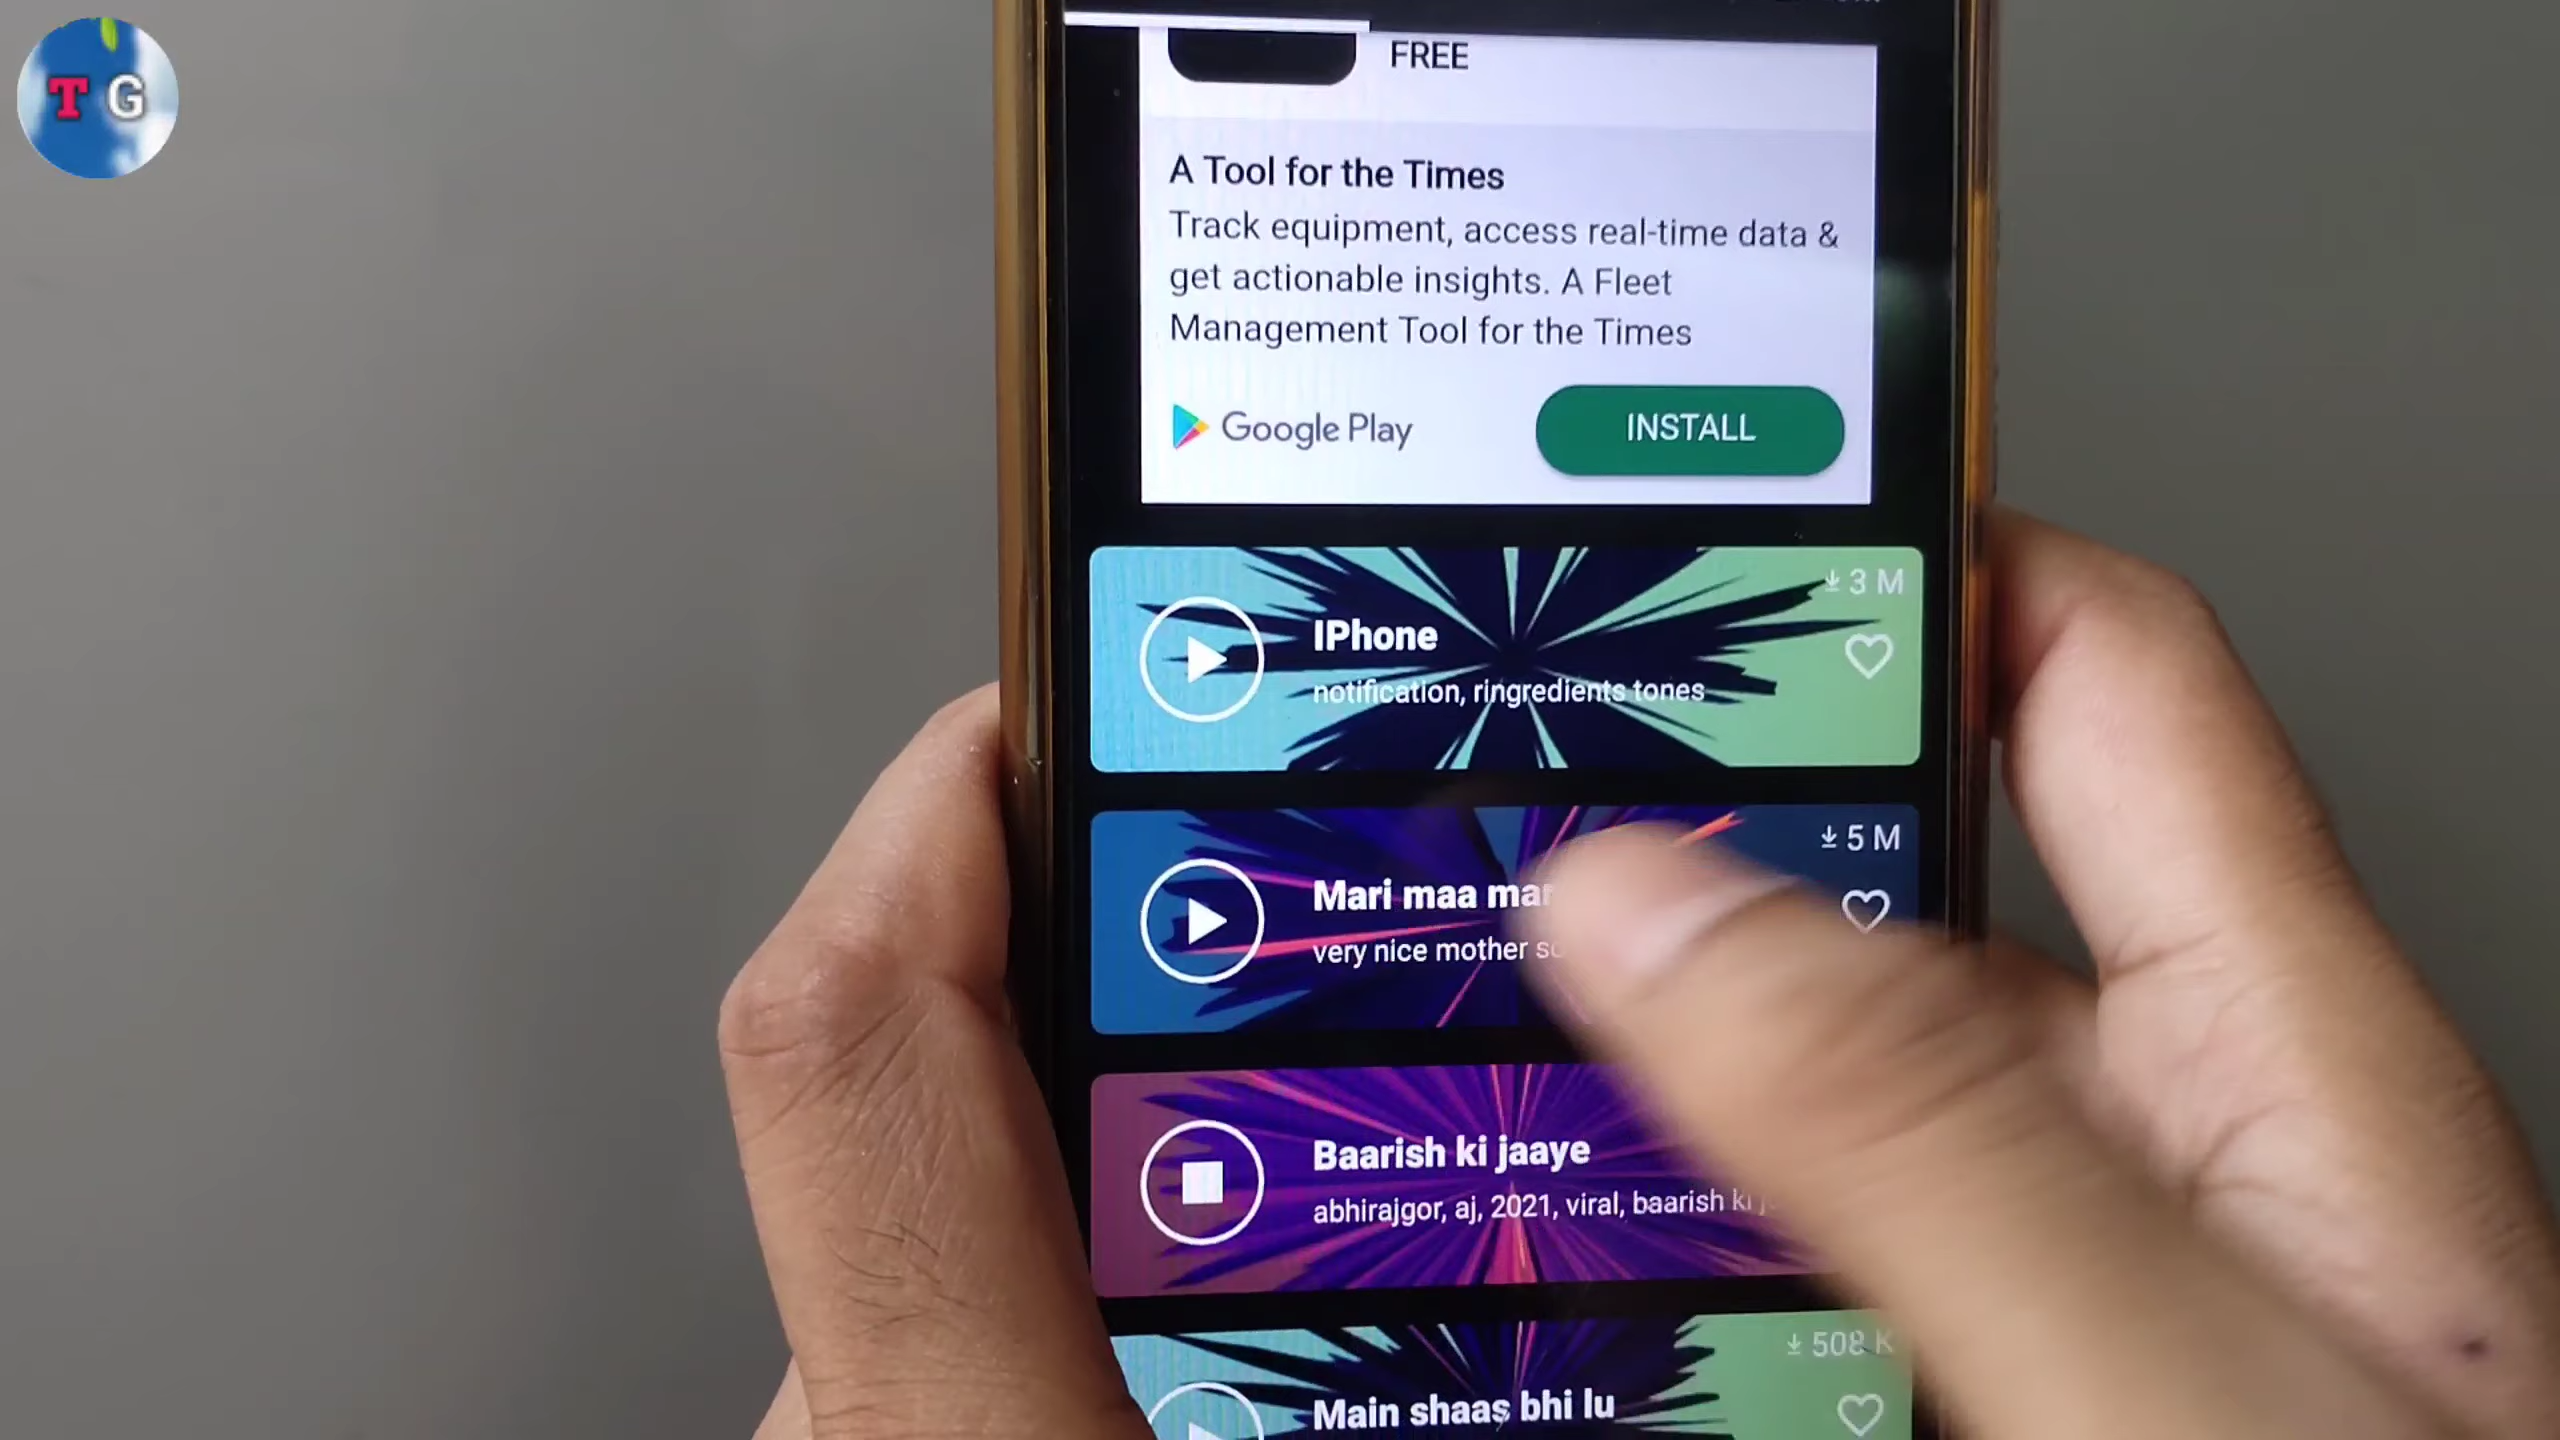 T G
FREE
A Tool for the Times
Track equipment, access real-time data &
get actionable insights. A Fleet
Management Tool for the Times
Google Play
INSTALL
3 M
IPhone
notification, ringredients tones
5 M
Mari maa
very nice mother
Baarish ki jaaye
abhirajgor, aj, 2021, viral, baarish ki
508 K
Main shaas bhi lu